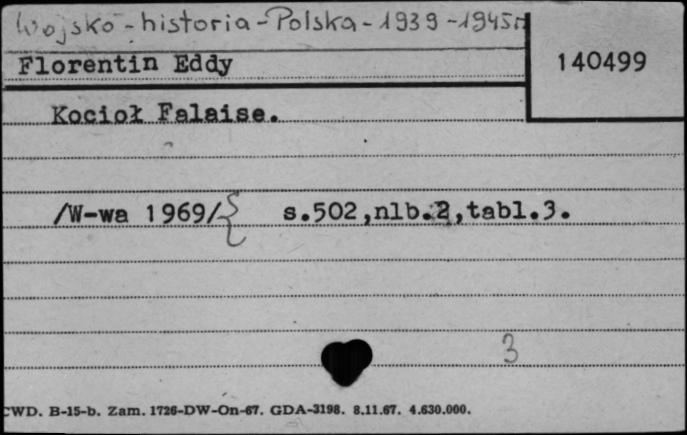 Wojsko - historia - Polska - 1939 - 1945r
Florentin Eddy
140499
Kocioł Falaise.
/W-wa 1969/ s.502,nlb.2,tabl.3.
3
CWD. B-15-b. Zam. 1726-DW-On-67. GDA-3198. 8.11.67. 4.630.000.